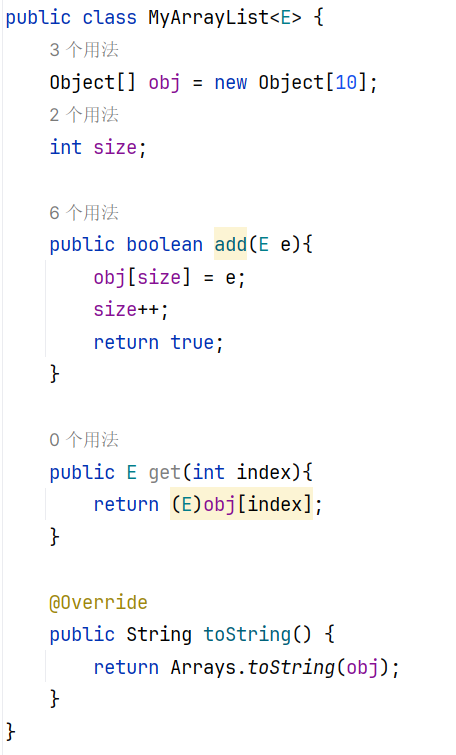 public class MyArrayList<E> {
3 个用法
Object[] obj = new Object[10];
2 个用法
int size;
6 个用法
public boolean add(E e){
obj[size] = e;
size++;
return true;
}
0 个用法
public E get(int index){
return (E)obj[index];
}
@Override
public String toString() {
return Arrays.toString(obj);
}
}